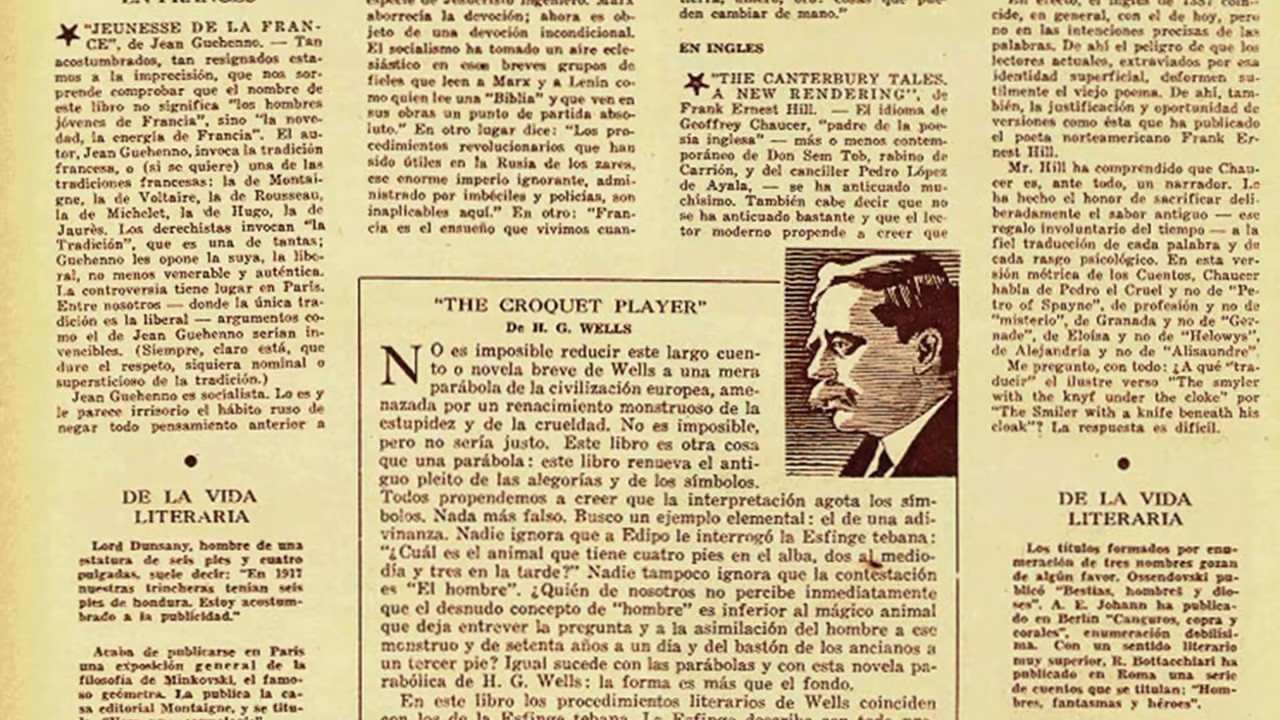 "JEUNESSE DE LA FRAN-
CE", de Jean Guehenno. — Tan
acostumbrados, tan resignados esta-
mos a la imprecisión, que nos sor-
prende comprobar que el nombre de
este libro no significa "los hombres
jóvenes de Francia", sino "la nove-
dad, la energía de Francia". El au-
tor, Jean Guehenno, invoca la tradición
francesa, o (si se quiere) una de las
tradiciones francesas: la de Montai-
gne, la de Voltaire, la de Rousseau,
la de Michelet, la de Hugo, la de
Jaurès. Los derechistas invocan "la
Tradición", que es una de tantas;
Guehenno les opone la suya, la libe-
ral, no menos venerable y auténtica.
La controversia tiene lugar en París.
Entre nosotros — donde la única tra-
dición es la liberal — argumentos co-
mo el de Jean Guehenno serían in-
vencibles. (Siempre, claro está, que
dure el respeto, siquiera nominal o
supersticioso de la tradición.)
Jean Guehenno es socialista. Lo es y
le parece irrisorio el hábito ruso de
negar todo pensamiento anterior a
DE LA VIDA
LITERARIA
Lord Dunsany, hombre de una
estatura de seis pies y cuatro
pulgadas, suele decir: "En 1917
nuestras trincheras tenían seis
pies de hondura. Estoy acostum-
brado a la publicidad."
Acaba de publicarse en París
una exposición general de la
filosofía de Minkovski, el famo-
so geómetra. La publica la ca-
sa editorial Montaigne, y se titu-
aborrecía la devoción; ahora es ob-
jeto de una devoción incondicional.
El socialismo ha tomado un aire ecle-
siástico en esos breves grupos de
fieles que leen a Marx y a Lenin co-
mo quien lee una "Biblia" y que ven en
sus obras un punto de partida abso-
luto." En otro lugar dice: "Los pro-
cedimientos revolucionarios que han
sido útiles en la Rusia de los zares,
ese enorme imperio ignorante, admi-
nistrado por imbéciles y policías, son
inaplicables aquí." En otro: "Fran-
cia es el ensueño que vivimos cuan-
den cambiar de mano."
EN INGLES
"THE CANTERBURY TALES.
A NEW RENDERING", de
Frank Ernest Hill. — El idioma de
Geoffrey Chaucer, "padre de la poe-
sía inglesa" — más o menos contem-
poráneo de Don Sem Tob, rabino de
Carrión, y del canciller Pedro López
de Ayala, — se ha anticuado mu-
chísimo. También cabe decir que no
se ha anticuado bastante y que el lec-
tor moderno propende a creer que
"THE CROQUET PLAYER"
De H. G. WELLS
NO es imposible reducir este largo cuen-
to o novela breve de Wells a una mera
parábola de la civilización europea, ame-
nazada por un renacimiento monstruoso de la
estupidez y de la crueldad. No es imposible,
pero no sería justo. Este libro es otra cosa
que una parábola: este libro renueva el anti-
guo pleito de las alegorías y de los símbolos.
Todos propendemos a creer que la interpretación agota los sím-
bolos. Nada más falso. Busco un ejemplo elemental: el de una adi-
vinanza. Nadie ignora que a Edipo le interrogó la Esfinge tebana:
"¿Cuál es el animal que tiene cuatro pies en el alba, dos al medio-
día y tres en la tarde?" Nadie tampoco ignora que la contestación
es "El hombre". ¿Quién de nosotros no percibe inmediatamente
que el desnudo concepto de "hombre" es inferior al mágico animal
que deja entrever la pregunta y a la asimilación del hombre a ese
monstruo y de setenta años a un día y del bastón de los ancianos a
un tercer pie? Igual sucede con las parábolas y con esta novela pa-
rabólica de H. G. Wells: la forma es más que el fondo.
En este libro los procedimientos literarios de Wells coinciden
cide, en general, con el de hoy, pero
no en las intenciones precisas de las
palabras. De ahí el peligro de que los
lectores actuales, extraviados por esa
identidad superficial, deformen su-
tilmente el viejo poema. De ahí, tam-
bién, la justificación y oportunidad de
versiones como ésta que ha publicado
el poeta norteamericano Frank Er-
nest Hill.
Mr. Hill ha comprendido que Chau-
cer es, ante todo, un narrador. Le
ha hecho el honor de sacrificar deli-
beradamente el sabor antiguo — ese
regalo involuntario del tiempo — a la
fiel traducción de cada palabra y de
cada rasgo psicológico. En esta ver-
sión métrica de los Cuentos, Chaucer
habla de Pedro el Cruel y no de "Pe-
tro of Spayne", de profesión y no de
"misterio", de Granada y no de "Ger-
nade", de Eloísa y no de "Helowys",
de Alejandría y no de "Alisaundre".
Me pregunto, con todo: ¿A qué "tra-
ducir" el ilustre verso "The smyler
with the knyf under the cloke" por
"The Smiler with a knife beneath his
cloak"? La respuesta es difícil.
DE LA VIDA
LITERARIA
Los títulos formados por enu-
meración de tres nombres gozan
de algún favor. Ossendovski pu-
blicó "Bestias, hombres y dio-
ses". A. E. Johann ha publica-
do en Berlín "Canguros, copra y
corales", enumeración debilísi-
ma. Con un sentido literario
muy superior, R. Bottacchiari ha
publicado en Roma una serie
de cuentos que se titulan: "Hom-
bres, fantasmas y héroes".